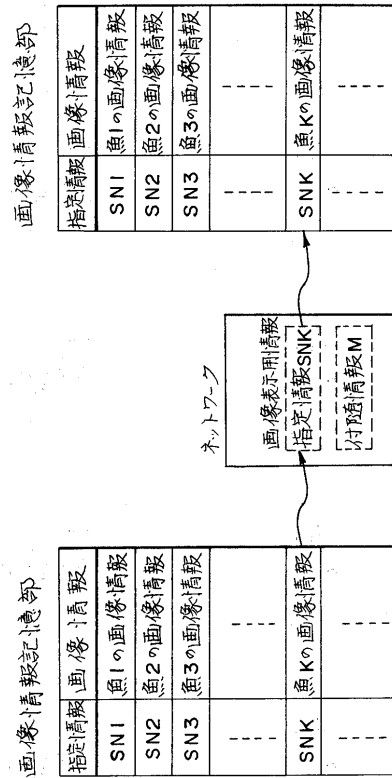 画像情報記憶部
指定情報 画像情報
SN1 魚1の画像情報
SN2 魚2の画像情報
SN3 魚3の画像情報
SNK 魚Kの画像情報
ネットワーク
画像表示用情報
指定情報SNK
付随情報M
画像情報記憶部
指定情報 画像情報
SN1 魚1の画像情報
SN2 魚2の画像情報
SN3 魚3の画像情報
SNK 魚Kの画像情報